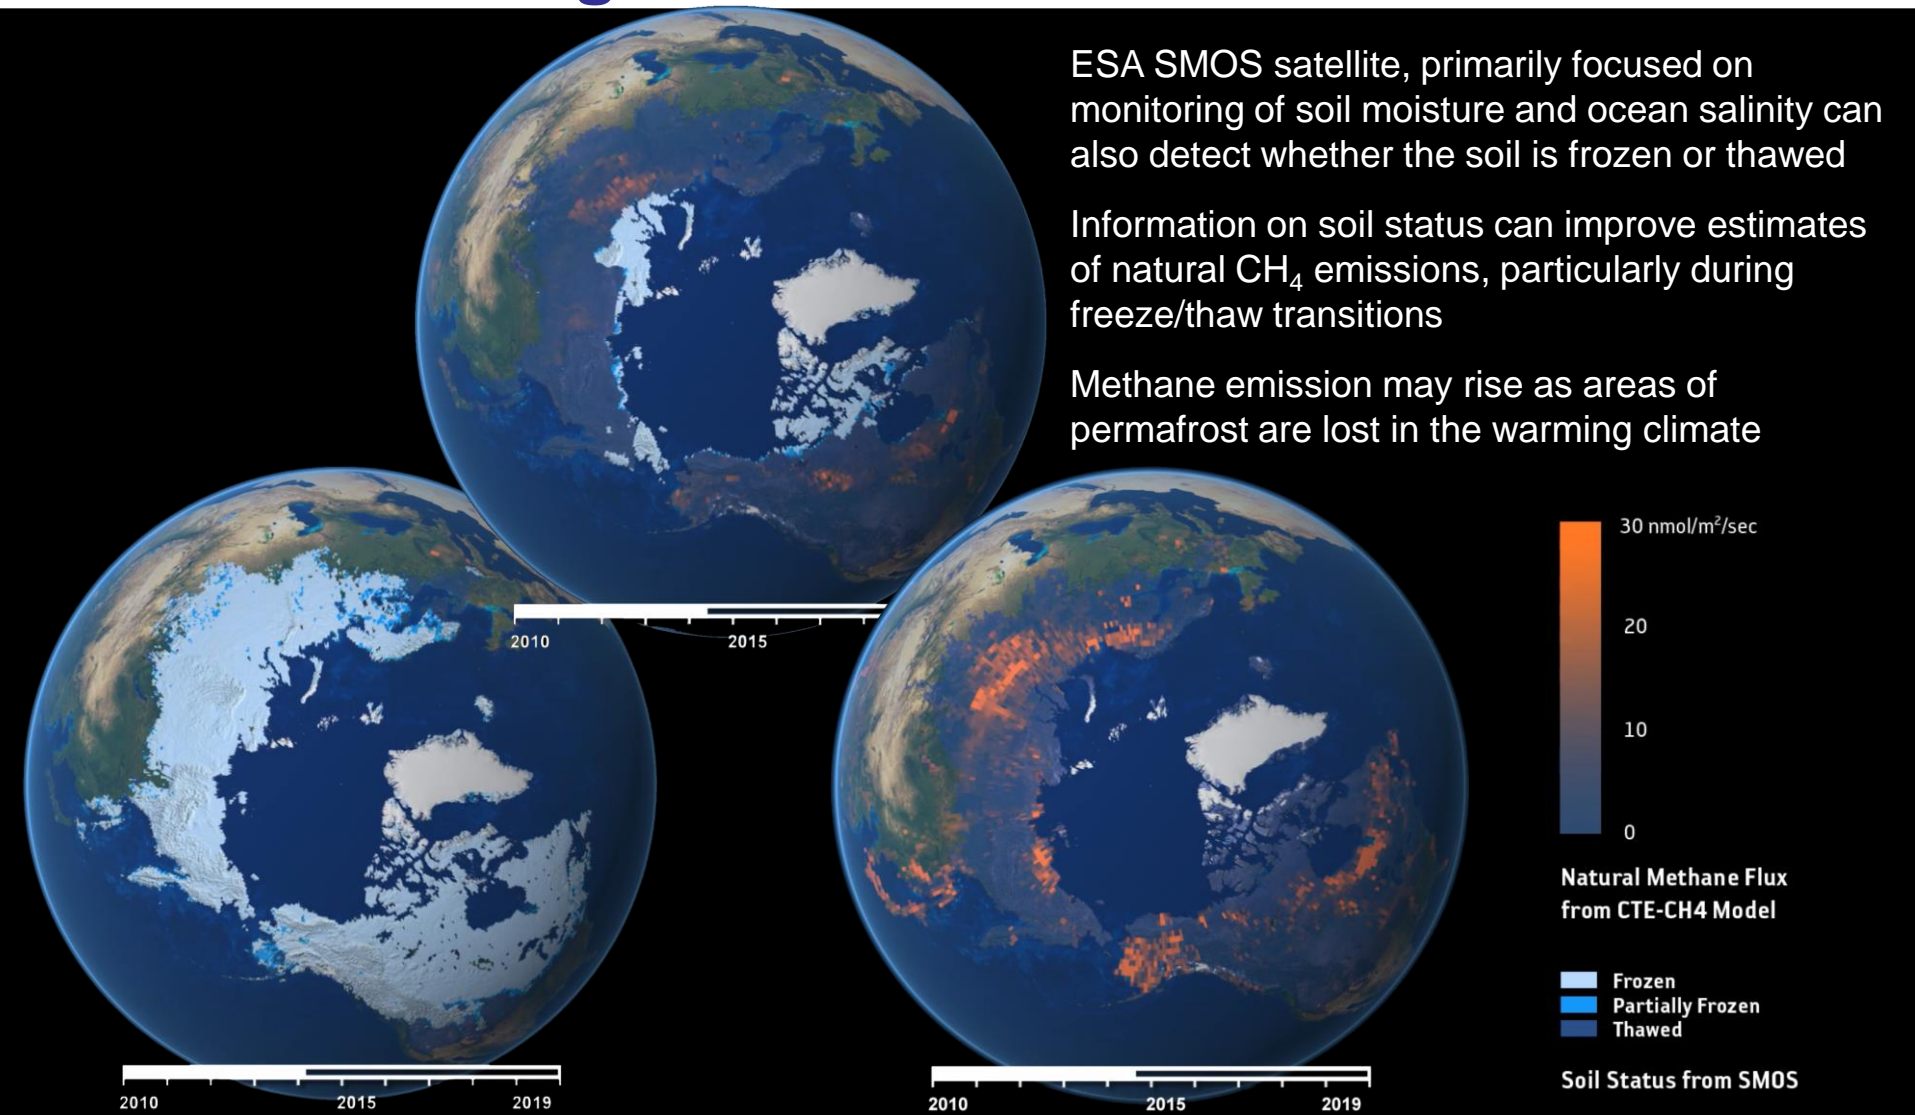 ESA SMOS satellite, primarily focused on
monitoring of soil moisture and ocean salinity can
also detect whether the soil is frozen or thawed
Information on soil status can improve estimates
of natural CH₄ emissions, particularly during
freeze/thaw transitions
Methane emission may rise as areas of
permafrost are lost in the warming climate
30 nmol/m²/sec
20
10
0
Natural Methane Flux
from CTE-CH4 Model
Frozen
Partially Frozen
Thawed
Soil Status from SMOS
2010 2015
2010 2015 2019
2010 2015 2019